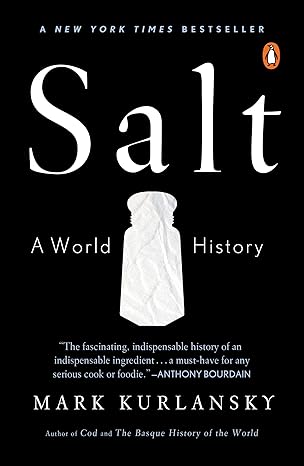 A NEW YORK TIMES BESTSELLER
Salt
A World History
"The fascinating, indispensable history of an
indispensable ingredient . . . a must-have for any
serious cook or foodie."—ANTHONY BOURDAIN
MARK KURLANSKY
Author of Cod and The Basque History of the World